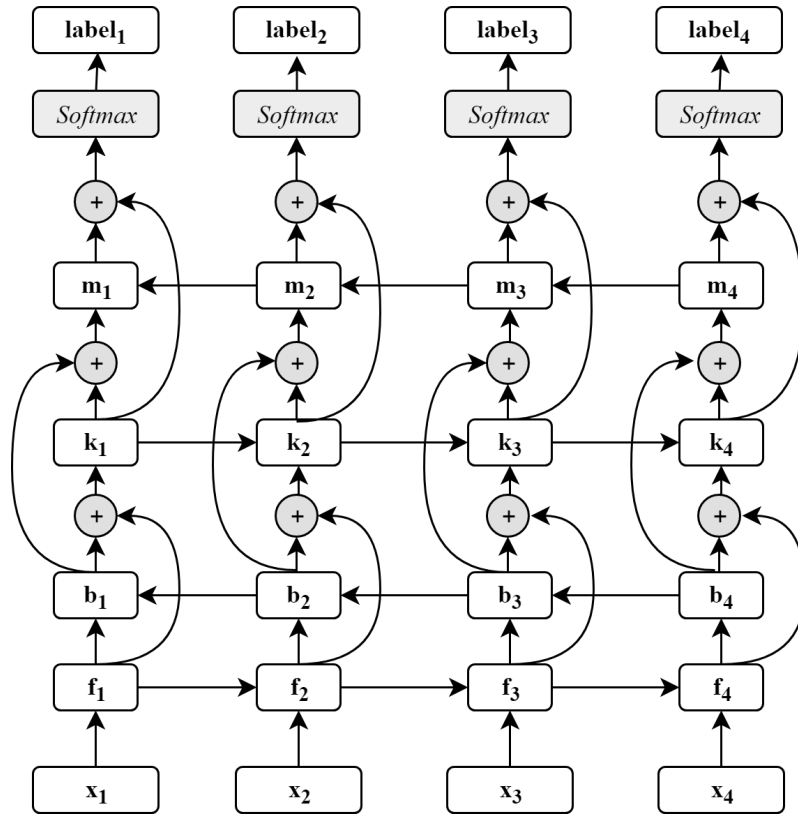 label₁ label₂ label₃ label₄
Softmax Softmax Softmax Softmax
+ + + +
m₁ m₂ m₃ m₄
+ + + +
k₁ k₂ k₃ k₄
+ + + +
b₁ b₂ b₃ b₄
f₁ f₂ f₃ f₄
x₁ x₂ x₃ x₄